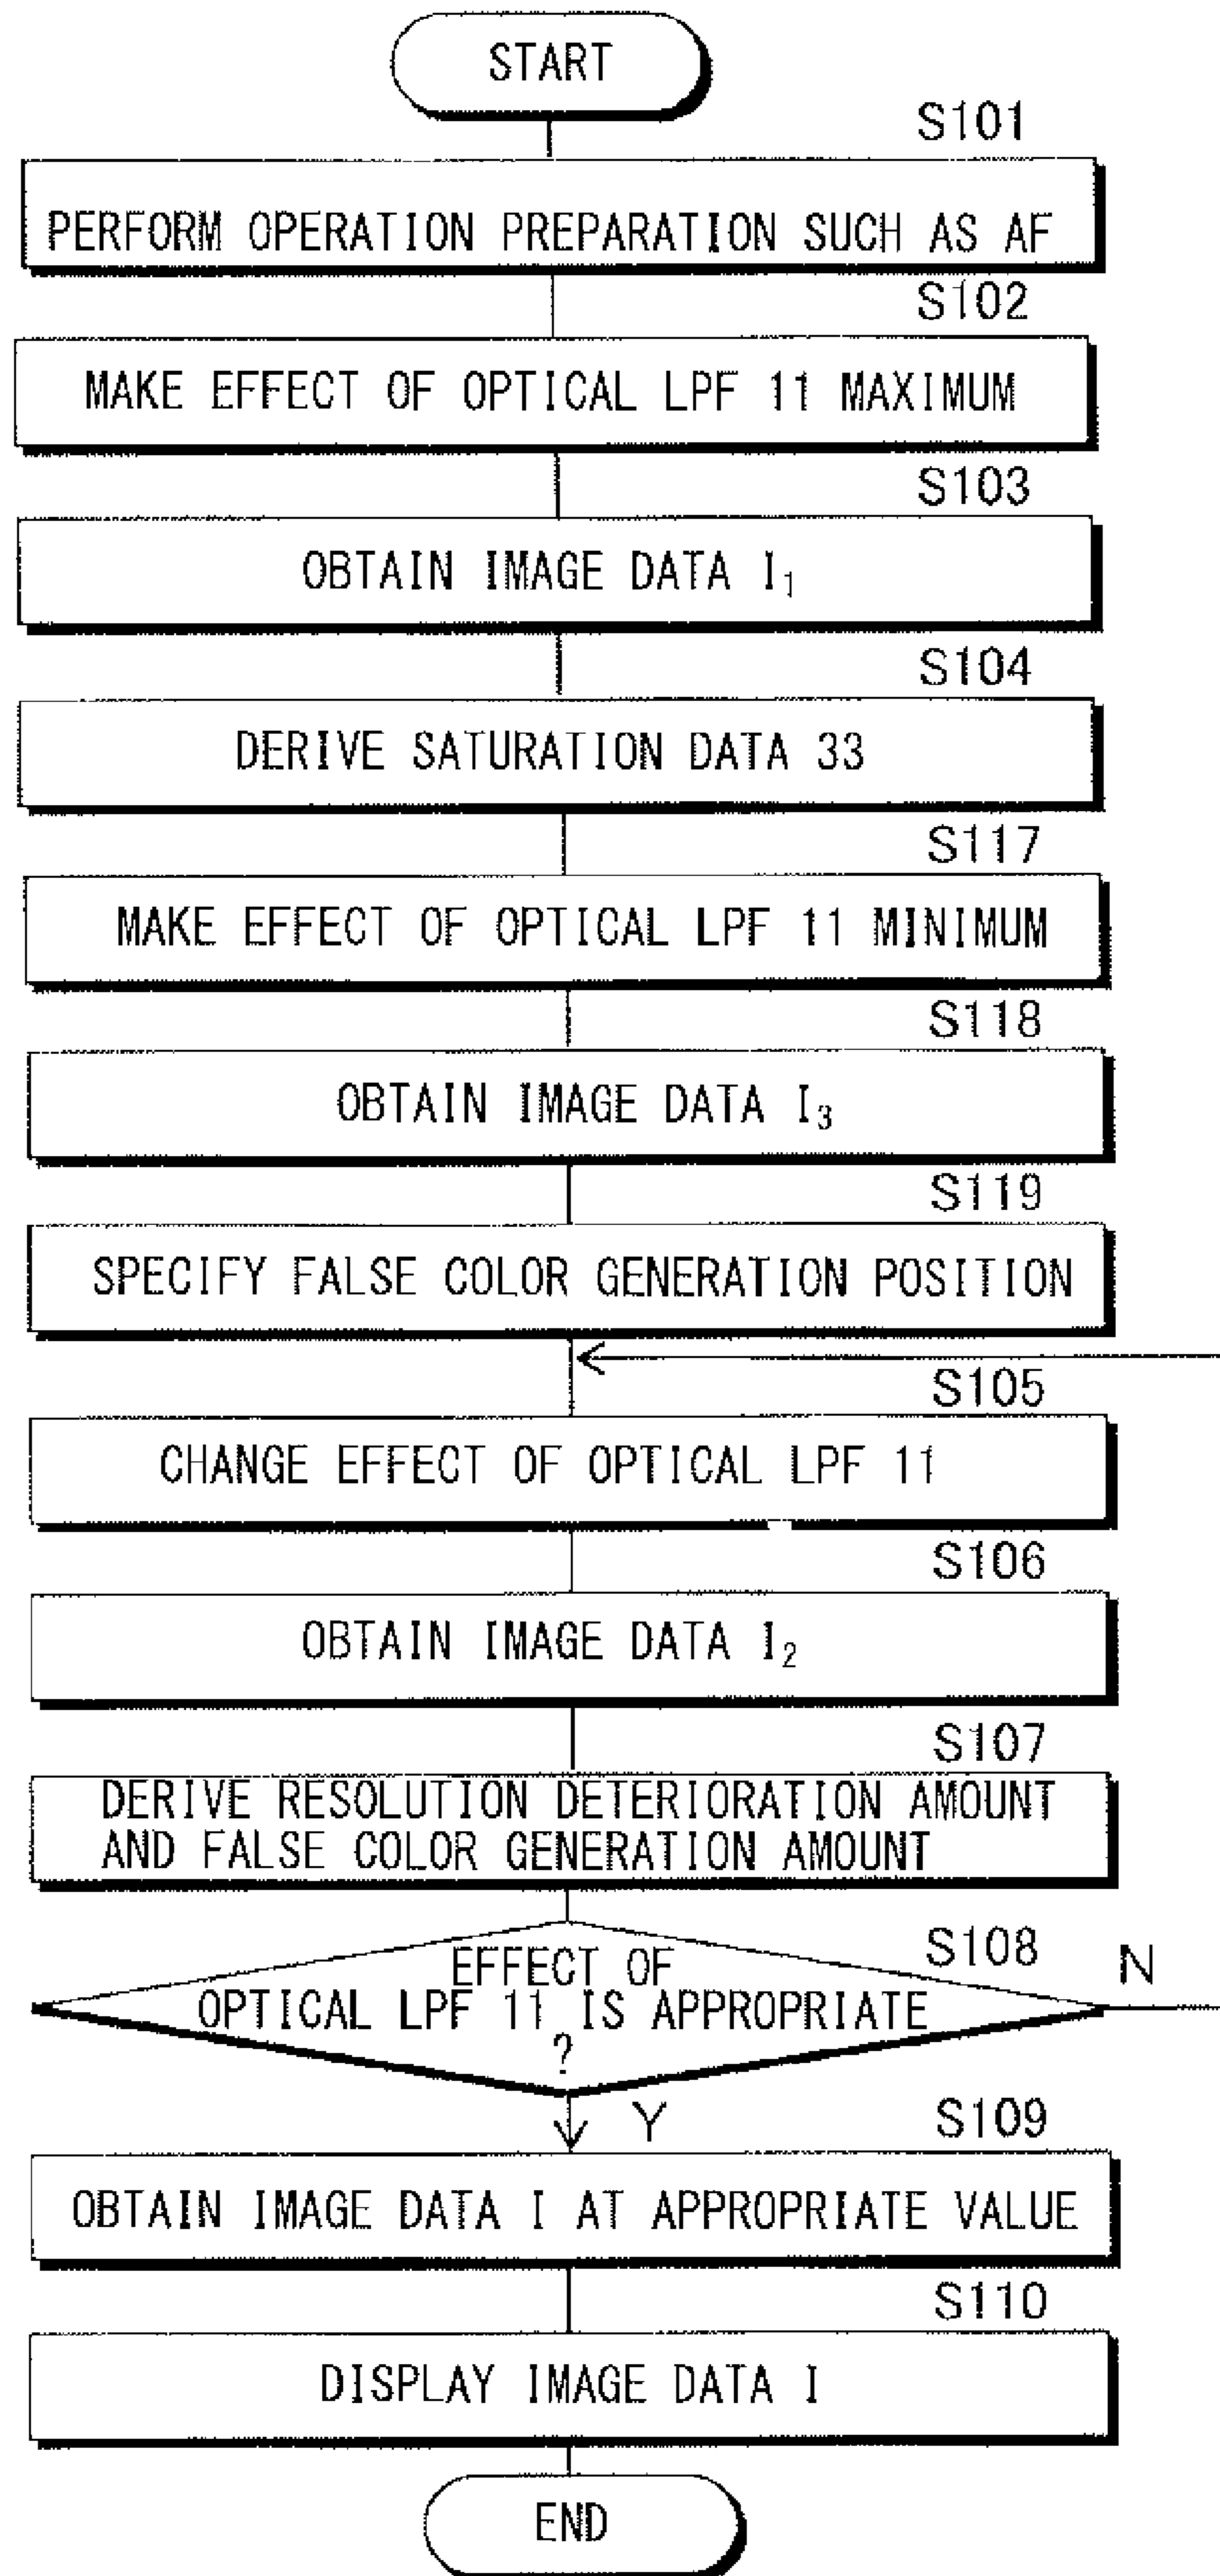 START
S101
PERFORM OPERATION PREPARATION SUCH AS AF
S102
MAKE EFFECT OF OPTICAL LPF 11 MAXIMUM
S103
OBTAIN IMAGE DATA I₁
S104
DERIVE SATURATION DATA 33
S117
MAKE EFFECT OF OPTICAL LPF 11 MINIMUM
S118
OBTAIN IMAGE DATA I₃
S119
SPECIFY FALSE COLOR GENERATION POSITION
S105
CHANGE EFFECT OF OPTICAL LPF 11
S106
OBTAIN IMAGE DATA I₂
S107
DERIVE RESOLUTION DETERIORATION AMOUNT
AND FALSE COLOR GENERATION AMOUNT
S108
N
EFFECT OF
OPTICAL LPF 11 IS APPROPRIATE
?
Y
S109
OBTAIN IMAGE DATA I AT APPROPRIATE VALUE
S110
DISPLAY IMAGE DATA I
END